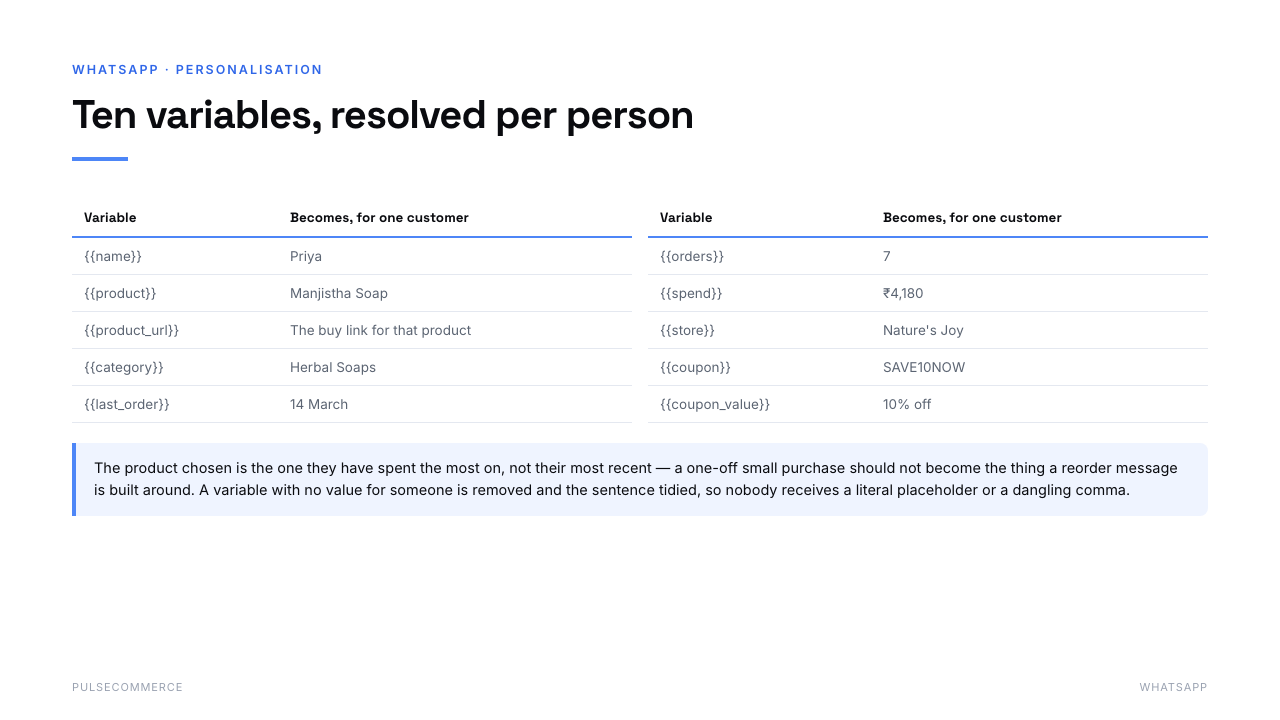 WHATSAPP · PERSONALISATION
Ten variables, resolved per person
Variable Becomes, for one customer
{{name}} Priya
{{product}} Manjistha Soap
{{product_url}} The buy link for that product
{{category}} Herbal Soaps
{{last_order}} 14 March
Variable Becomes, for one customer
{{orders}} 7
{{spend}} ₹4,180
{{store}} Nature's Joy
{{coupon}} SAVE10NOW
{{coupon_value}} 10% off
The product chosen is the one they have spent the most on, not their most recent — a one-off small purchase should not become the thing a reorder message
is built around. A variable with no value for someone is removed and the sentence tidied, so nobody receives a literal placeholder or a dangling comma.
PULSECOMMERCE
WHATSAPP